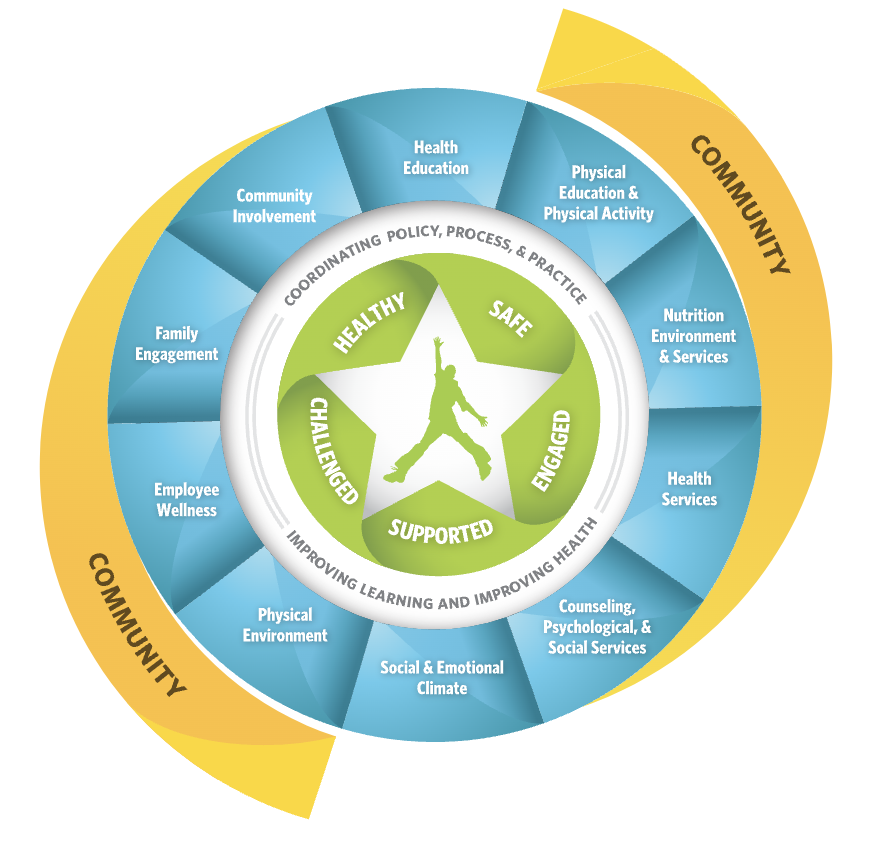 COMMUNITY
Health
Education
Physical
Education &
Physical Activity
Nutrition
Environment
& Services
Health
Services
Counseling,
Psychological, &
Social Services
Social & Emotional
Climate
Physical
Environment
Employee
Wellness
Family
Engagement
Community
Involvement
COORDINATING POLICY, PROCESS, & PRACTICE
IMPROVING LEARNING AND IMPROVING HEALTH
HEALTHY
SAFE
ENGAGED
SUPPORTED
CHALLENGED
COMMUNITY